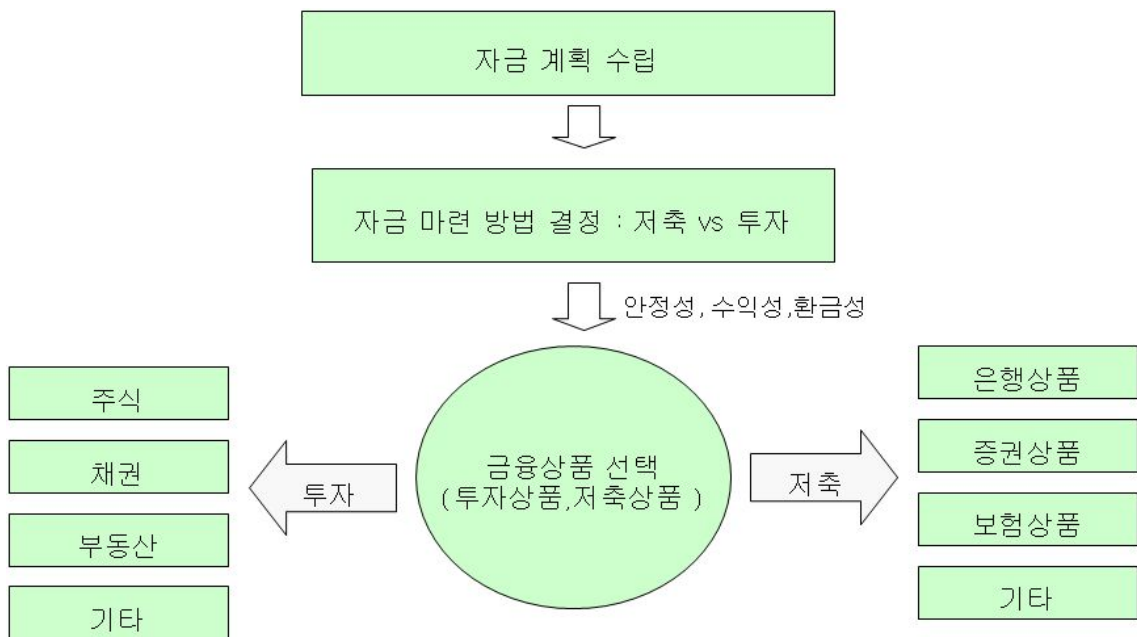 자금 계획 수립
자금 마련 방법 결정 : 저축 vs 투자
안정성, 수익성,환금성
주식
채권
부동산
기타
투자
금융상품 선택
( 투자상품,저축상품 )
저축
은행상품
증권상품
보험상품
기타